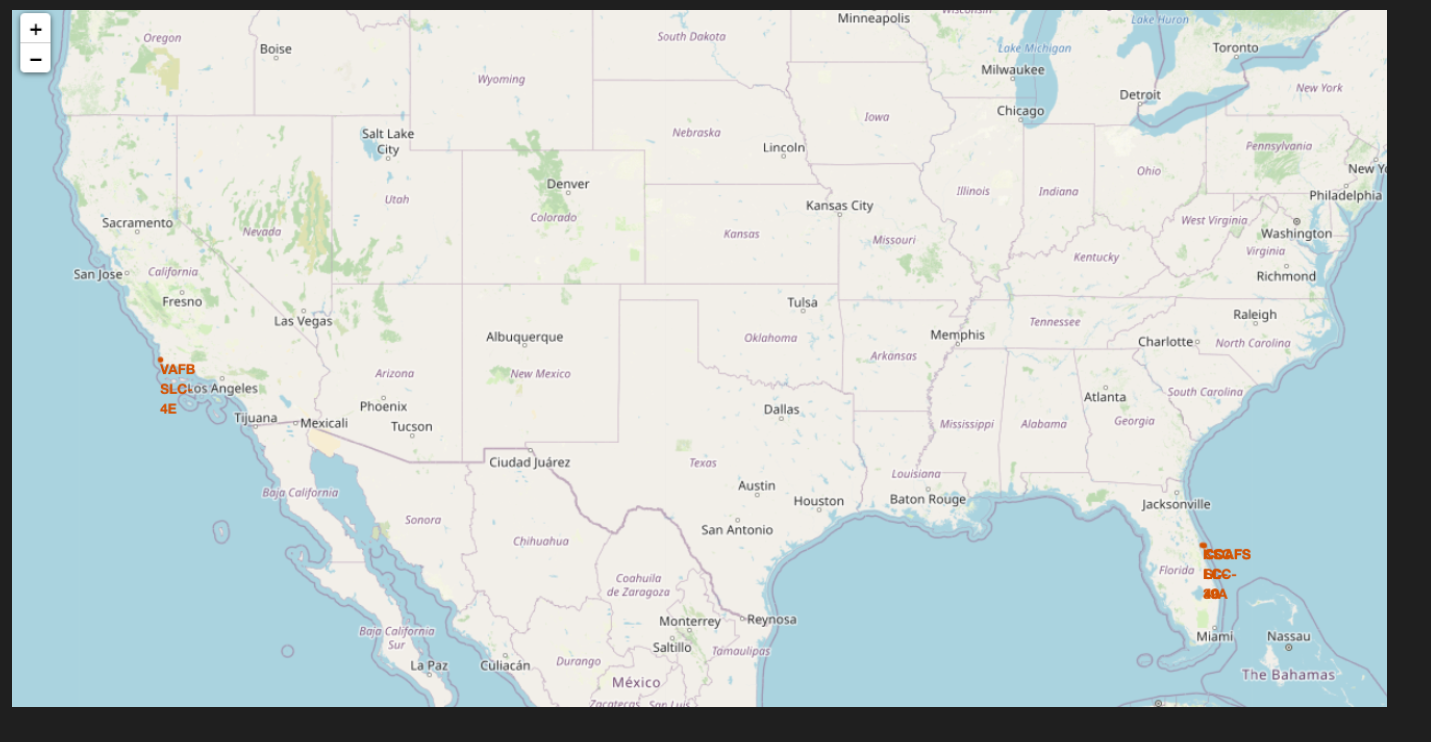 +
−
Oregon
Boise
South Dakota
Minneapolis
Wisconsin
Lake Huron
Toronto
Lake Michigan
Milwaukee
Wyoming
Detroit
New York
Chicago
Iowa
Salt Lake
City
Nebraska
Lincoln
Pennsylvania
New Yo
Denver
Ohio
Utah
Illinois
Indiana
Philadelphia
Kansas City
Sacramento
Colorado
West Virginia
Nevada
Kansas
Missouri
Washington
Virginia
Kentucky
San Jose
California
Richmond
Fresno
Tulsa
Las Vegas
Raleigh
Tennessee
Albuquerque
Memphis
Oklahoma
Charlotte
North Carolina
Arkansas
VAFB
SLC-
4E
Los Angeles
Arizona
New Mexico
South Carolina
Atlanta
Phoenix
Dallas
Tijuana
Mexicali
Tucson
Mississippi
Alabama
Georgia
Ciudad Juárez
Texas
Louisiana
Austin
Baja California
Houston
Baton Rouge
Jacksonville
Sonora
San Antonio
Chihuahua
Florida
Coahuila
de Zaragoza
Monterrey
Reynosa
Baja California
Sur
Saltillo
Tamaulipas
Miami
Nassau
La Paz
Culiacán
Durango
México
The Bahamas
Zacatecas
San Luis